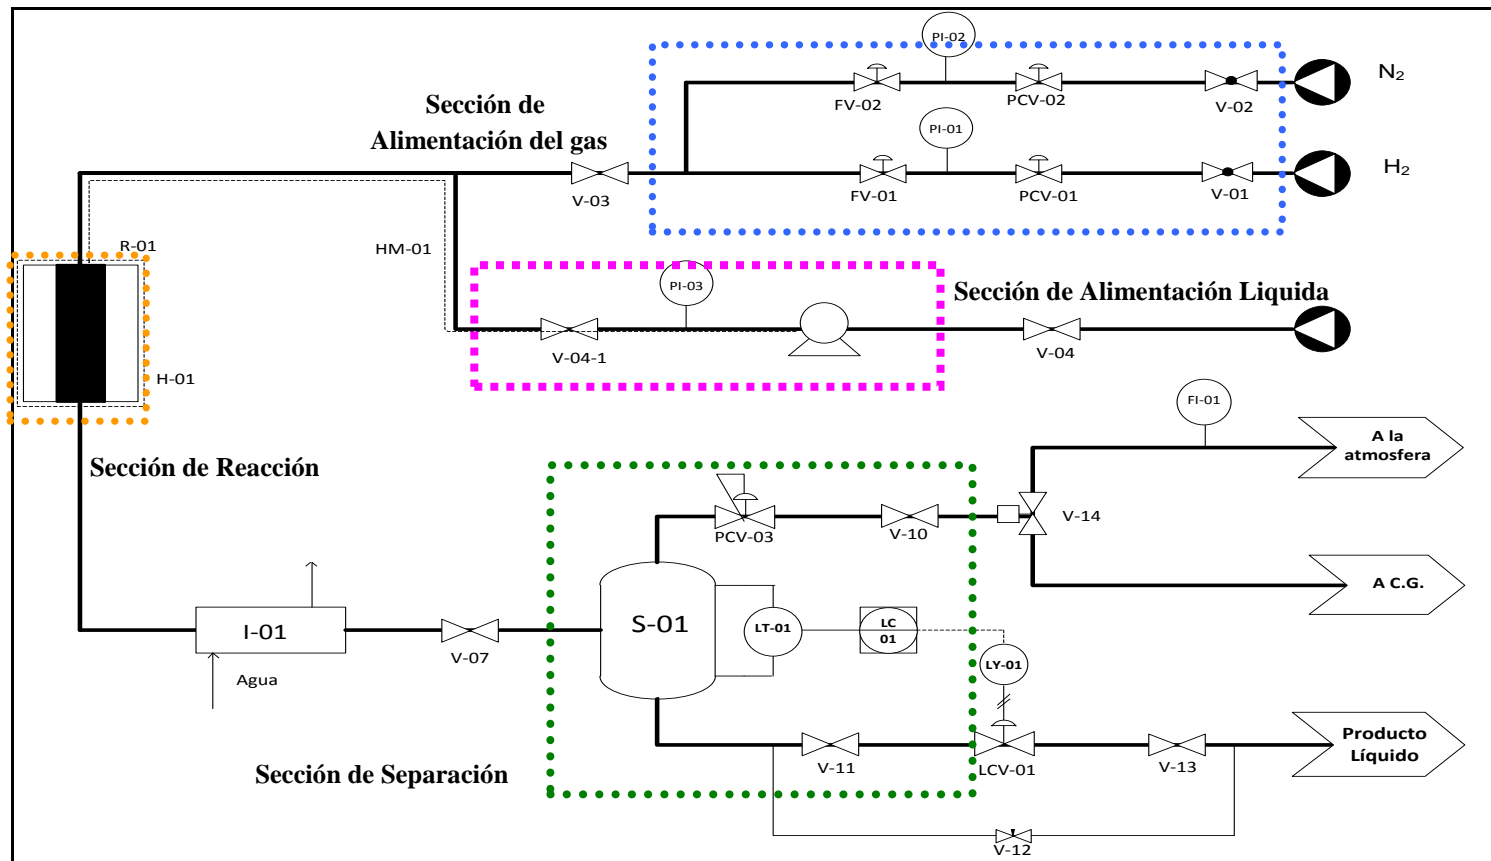 PI-02
N₂
FV-02
PCV-02
V-02
Sección de
Alimentación del gas
PI-01
H₂
V-03
FV-01
PCV-01
V-01
R-01
HM-01
PI-03
Sección de Alimentación Liquida
V-04-1
V-04
H-01
FI-01
A la
atmosfera
Sección de Reacción
PCV-03
V-10
V-14
A C.G.
I-01
V-07
S-01
LT-01
LC
01
LY-01
Agua
Producto
Líquido
V-11
LCV-01
V-13
Sección de Separación
V-12